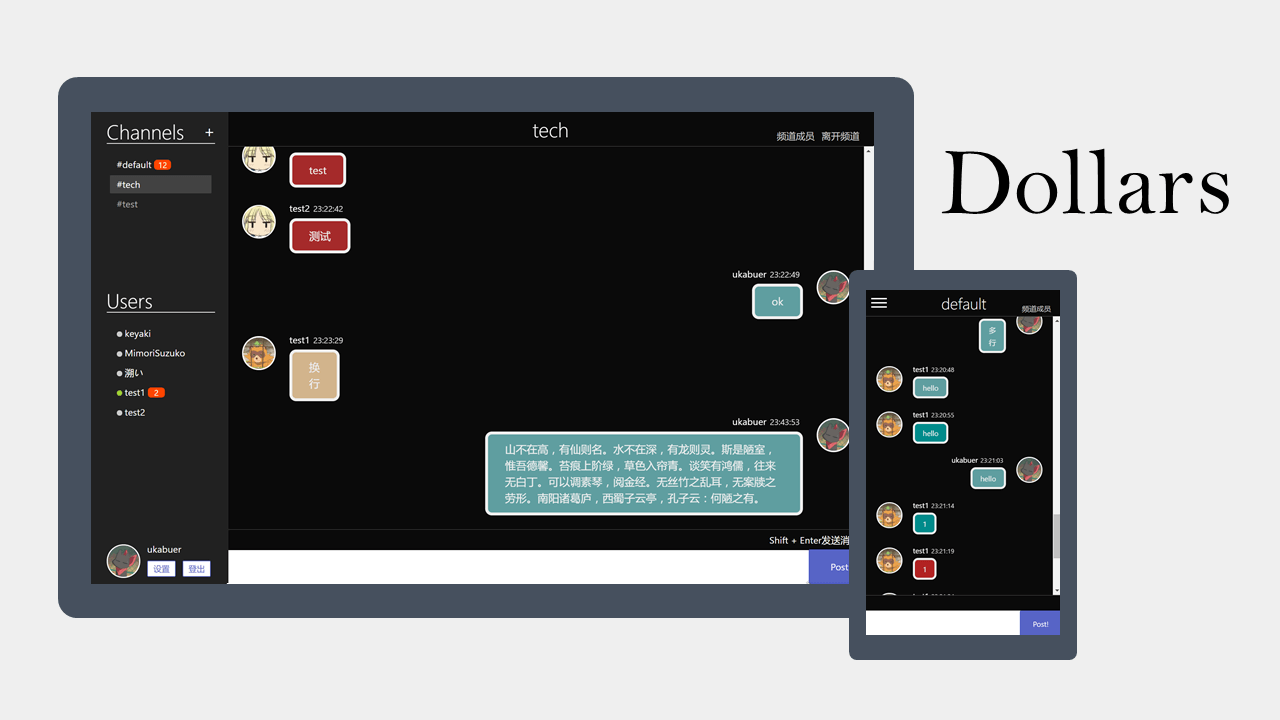 Dollars
Channels +
#default 12
#tech
#test
Users
keyaki
MimoriSuzuko
溯い
test1 2
test2
ukabuer
设置 登出
tech
频道成员 离开频道
test
test2 23:22:42
测试
ukabuer 23:22:49
ok
test1 23:23:29
换
行
ukabuer 23:43:53
山不在高，有仙则名。水不在深，有龙则灵。斯是陋室，
惟吾德馨。苔痕上阶绿，草色入帘青。谈笑有鸿儒，往来
无白丁。可以调素琴，阅金经。无丝竹之乱耳，无案牍之
劳形。南阳诸葛庐，西蜀子云亭，孔子云：何陋之有。
Shift + Enter发送消
Post
default
频道成员
多
行
test1 23:20:48
hello
test1 23:20:55
hello
ukabuer 23:21:03
hello
test1 23:21:14
1
test1 23:21:19
1
Post!